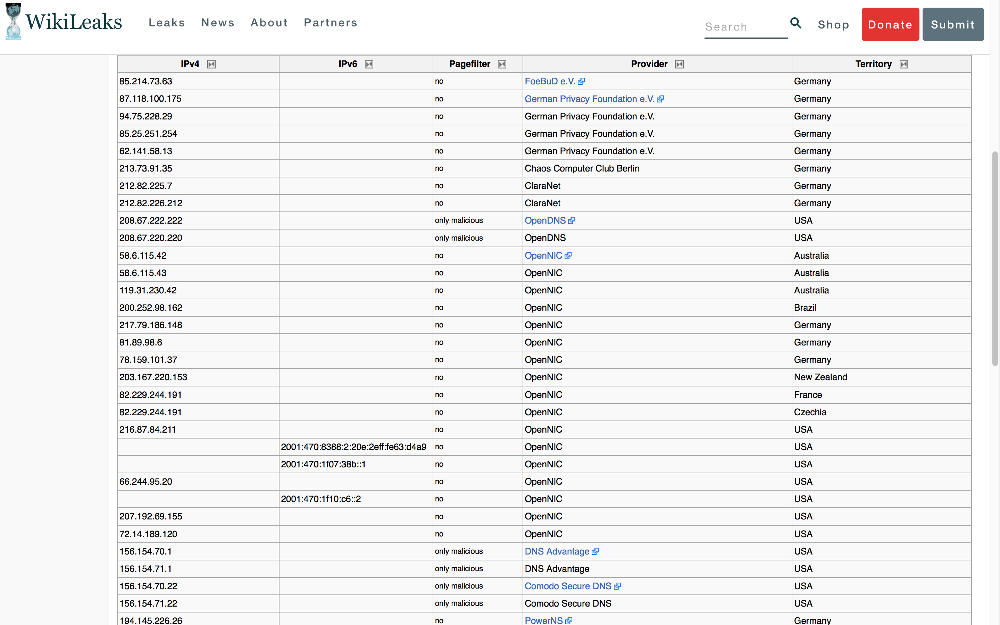 WikiLeaks Leaks News About Partners Search Shop Donate Submit
WikiLeaks
IPv4 IPv6 Pagefilter Provider Territory
85.214.73.63 no FoeBuD e.V. Germany
87.118.100.175 no German Privacy Foundation e.V. Germany
94.75.228.29 no German Privacy Foundation e.V. Germany
85.25.251.254 no German Privacy Foundation e.V. Germany
62.141.58.13 no German Privacy Foundation e.V. Germany
213.73.91.35 no Chaos Computer Club Berlin Germany
212.82.225.7 no ClaraNet Germany
212.82.226.212 no ClaraNet Germany
208.67.222.222 only malicious OpenDNS USA
208.67.220.220 only malicious OpenDNS USA
58.6.115.42 no OpenNIC Australia
58.6.115.43 no OpenNIC Australia
119.31.230.42 no OpenNIC Australia
200.252.98.162 no OpenNIC Brazil
217.79.186.148 no OpenNIC Germany
81.89.98.6 no OpenNIC Germany
78.159.101.37 no OpenNIC Germany
203.167.220.153 no OpenNIC New Zealand
82.229.244.191 no OpenNIC France
82.229.244.191 no OpenNIC Czechia
216.87.84.211 no OpenNIC USA
2001:470:8388:2:20e:2eff:fe63:d4a9 no OpenNIC USA
2001:470:1f07:38b::1 no OpenNIC USA
66.244.95.20 no OpenNIC USA
2001:470:1f10:c6::2 no OpenNIC USA
207.192.69.155 no OpenNIC USA
72.14.189.120 no OpenNIC USA
156.154.70.1 only malicious DNS Advantage USA
156.154.71.1 only malicious DNS Advantage USA
156.154.70.22 only malicious Comodo Secure DNS USA
156.154.71.22 only malicious Comodo Secure DNS USA
194.145.226.26 no PowerNS Germany